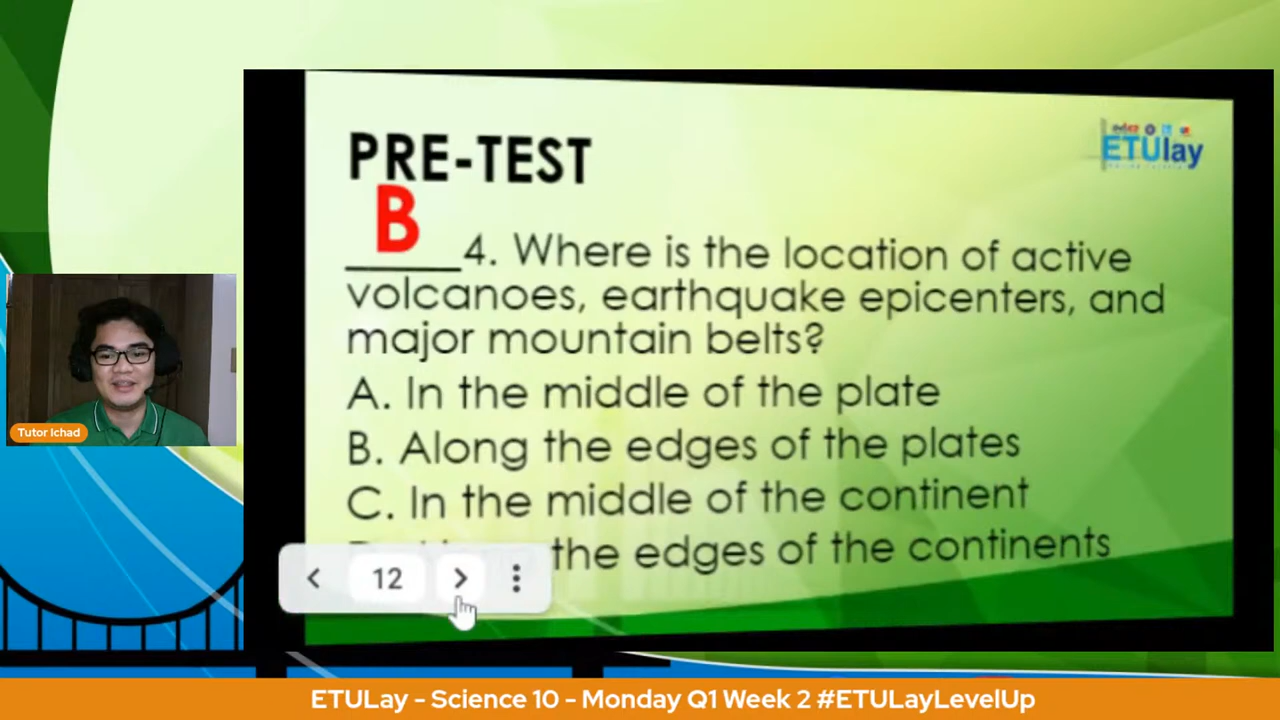 PRE-TEST
ETUlay
B
____4. Where is the location of active
volcanoes, earthquake epicenters, and
major mountain belts?
A. In the middle of the plate
B. Along the edges of the plates
C. In the middle of the continent
the edges of the continents
12
Tutor Ichad
ETULay - Science 10 - Monday Q1 Week 2 #ETULayLevelUp